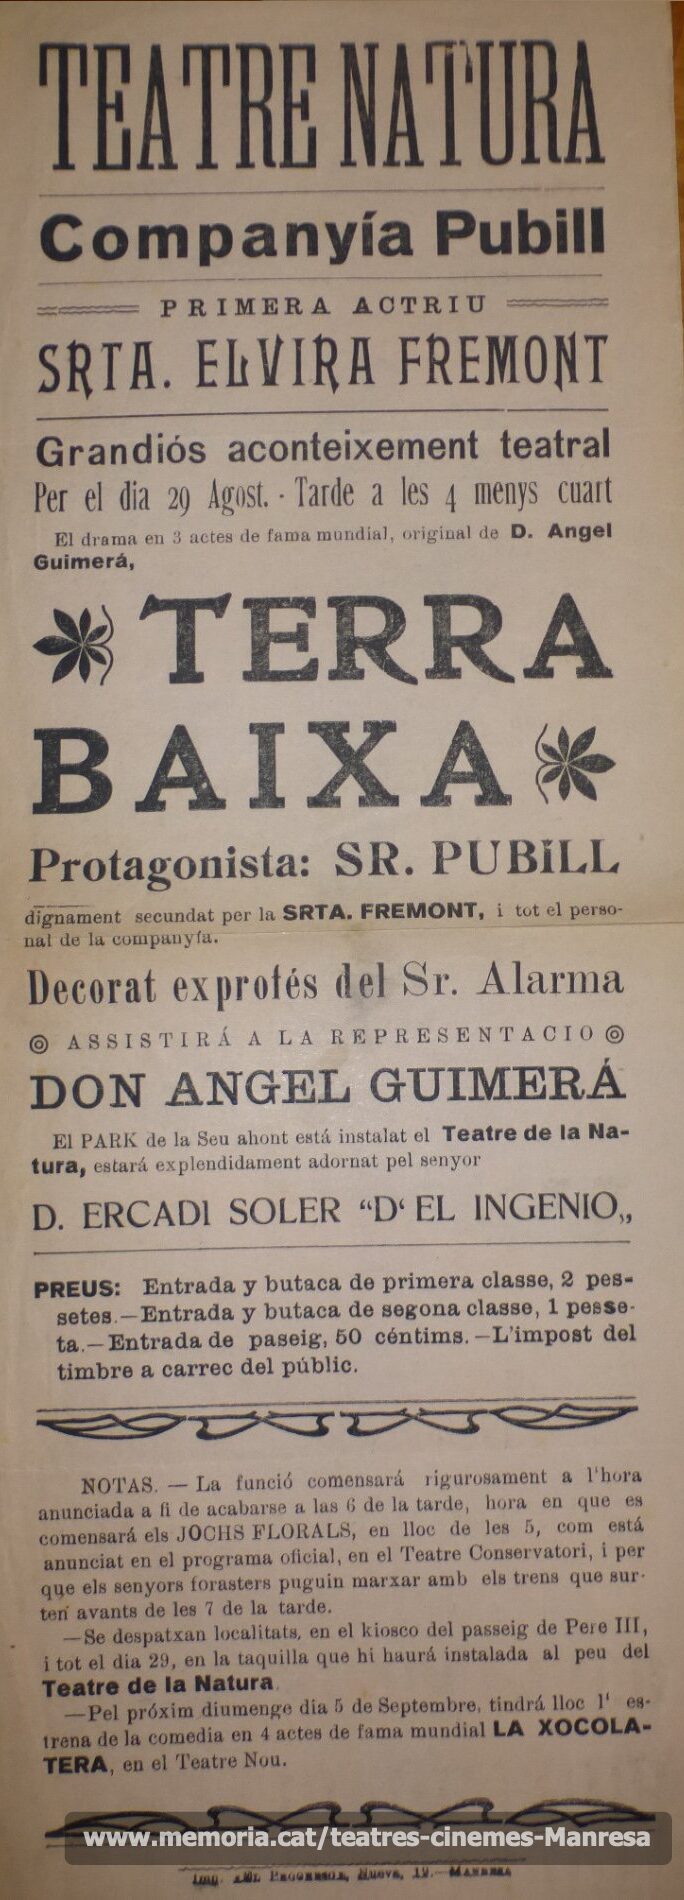 TEATRE NATURA
Companyía Pubill
PRIMERA ACTRIU
SRTA. ELVIRA FREMONT
Grandiós aconteixement teatral
Per el dia 29 Agost. - Tarde a les 4 menys cuart
El drama en 3 actes de fama mundial, original de D. Angel
Guimerá,
TERRA
BAIXA
Protagonista: SR. PUBILL
dignament secundat per la SRTA. FREMONT, i tot el perso-
nal de la companyía.
Decorat exprofés del Sr. Alarma
ASSISTIRÁ A LA REPRESENTACIO
DON ANGEL GUIMERÁ
El PARK de la Seu ahont está instalat el Teatre de la Na-
tura, estará explendidament adornat pel senyor
D. ERCADI SOLER “D‘EL INGENIO„
PREUS: Entrada y butaca de primera classe, 2 pes-
setes.—Entrada y butaca de segona classe, 1 pesse-
ta.—Entrada de paseig, 50 céntims.—L'impost del
timbre a carrec del públic.
NOTAS. — La funció comensará rigurosament a l'hora
anunciada a fi de acabarse a las 6 de la tarde, hora en que es
comensará els JOCHS FLORALS, en lloc de les 5, com está
anunciat en el programa oficial, en el Teatre Conservatori, i per
que els senyors forasters puguin marxar amb els trens que sur-
ten avants de les 7 de la tarde.
—Se despatxan localitats, en el kiosco del passeig de Pere III,
i tot el dia 29, en la taquilla que hi haurá instalada al peu del
Teatre de la Natura.
—Pel próxim diumenge dia 5 de Septembre, tindrá lloc l‘ es-
trena de la comedia en 4 actes de fama mundial LA XOCOLA-
TERA, en el Teatre Nou.
www.memoria.cat/teatres-cinemes-Manresa
Imp. Nueva, 19.—MANRESA